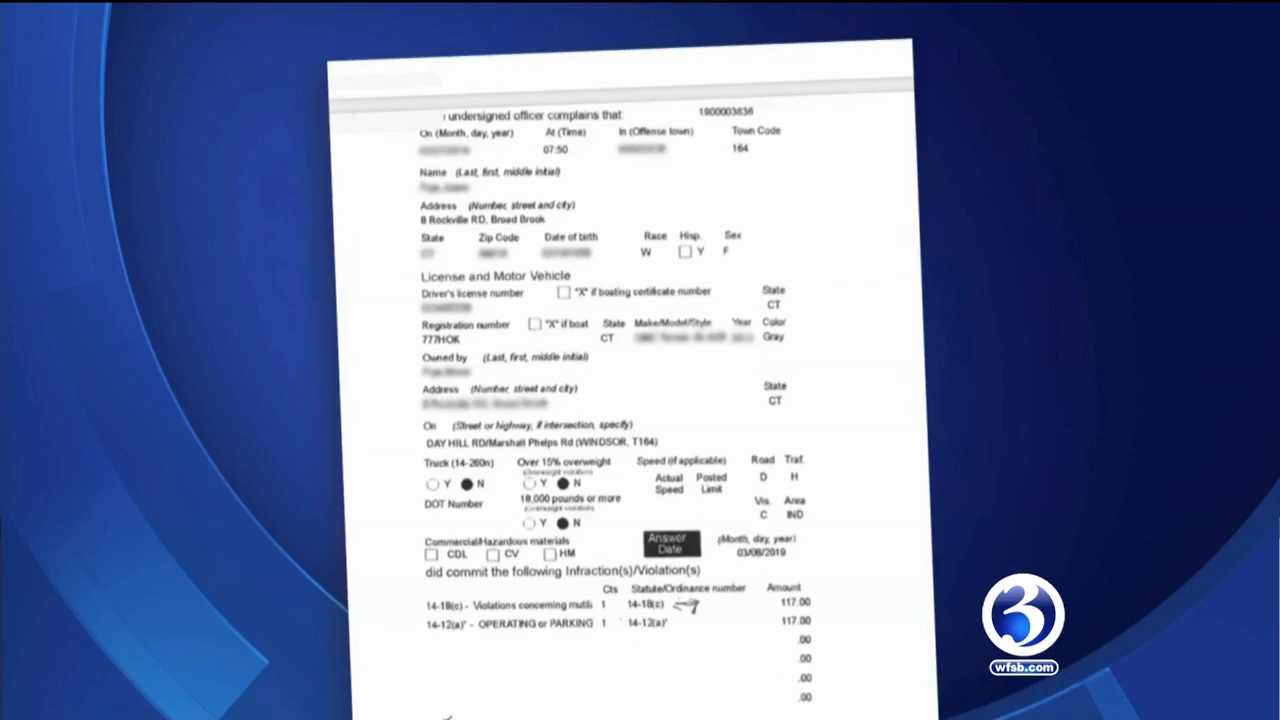 undersigned officer complains that: 1900003636
On (Month, day, year) At (Time) In (Offense town) Town Code
07:50 164
Name (Last, first, middle initial)
Address (Number, street and city)
8 Rockville RD, Broad Brook
State Zip Code Date of birth Race Hisp. Sex
W Y F
License and Motor Vehicle
Driver's license number "X" if boating certificate number State
CT
Registration number "X" if boat State Make/Model/Style Year Color
777HOK CT Gray
Owned by (Last, first, middle initial)
Address (Number, street and city) State
CT
On (Street or highway, if intersection, specify)
DAY HILL RD/Marshall Phelps Rd (WINDSOR, T164)
Truck (14-260n) Over 15% overweight Speed (if applicable) Road Traf.
(Overweight violations)
Y N Y N Actual Speed Posted Limit D H
DOT Number 18,000 pounds or more Vis. Area
(Overweight violations)
Y N C IND
Commercial/Hazardous materials Answer Date (Month, day, year)
CDL CV HM 03/08/2019
did commit the following Infraction(s)/Violation(s)
Cts Statute/Ordinance number Amount
14-18(c) - Violations concerning mutil 1 14-18(c) 117.00
14-12(a)* - OPERATING or PARKING 1 14-12(a)* 117.00
.00
.00
.00
.00
3
wfsb.com